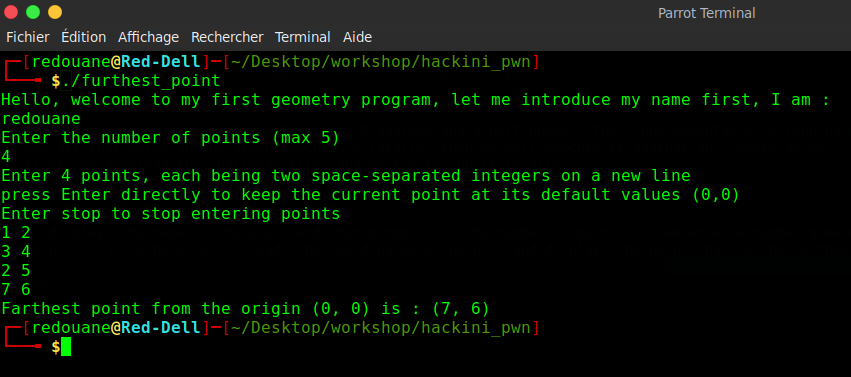 Parrot Terminal
Fichier Édition Affichage Rechercher Terminal Aide
┌─[redouane@Red-Dell]─[~/Desktop/workshop/hackini_pwn]
└──╼ $./furthest_point
Hello, welcome to my first geometry program, let me introduce my name first, I am :
redouane
Enter the number of points (max 5)
4
Enter 4 points, each being two space-separated integers on a new line
press Enter directly to keep the current point at its default values (0,0)
Enter stop to stop entering points
1 2
3 4
2 5
7 6
Farthest point from the origin (0, 0) is : (7, 6)
┌─[redouane@Red-Dell]─[~/Desktop/workshop/hackini_pwn]
└──╼ $